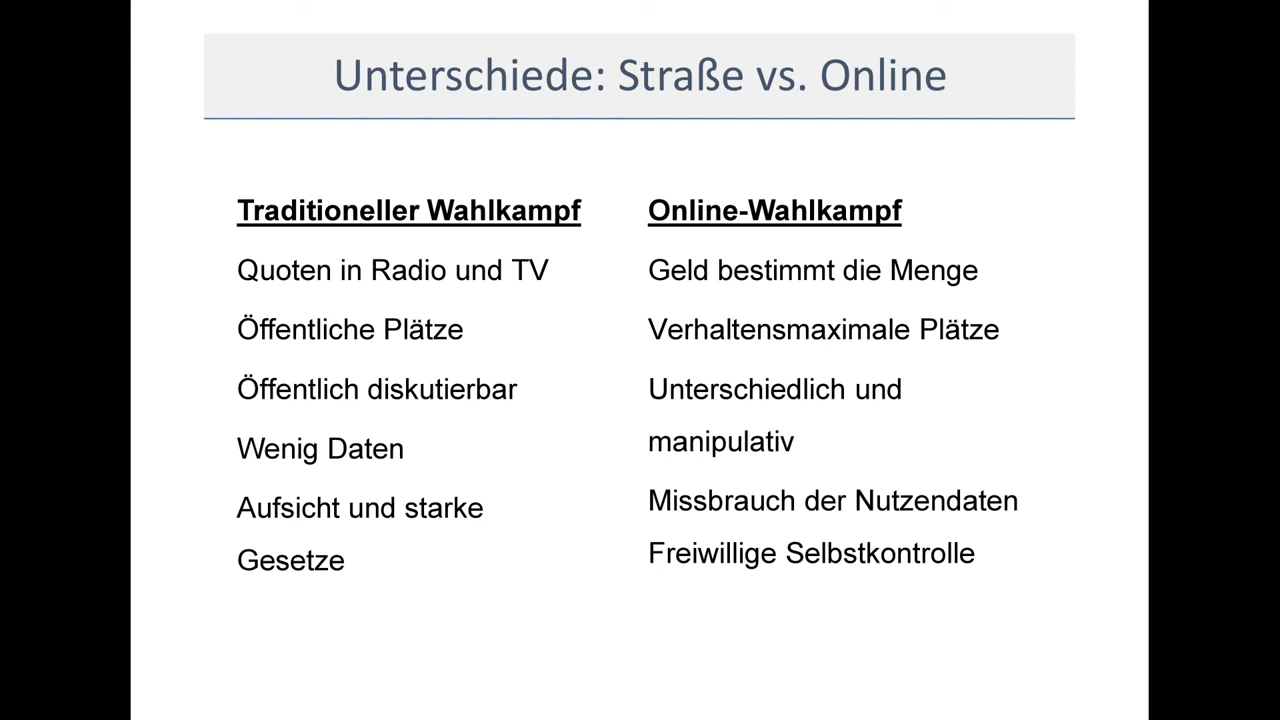 Unterschiede: Straße vs. Online
Traditioneller Wahlkampf
Quoten in Radio und TV
Öffentliche Plätze
Öffentlich diskutierbar
Wenig Daten
Aufsicht und starke
Gesetze
Online-Wahlkampf
Geld bestimmt die Menge
Verhaltensmaximale Plätze
Unterschiedlich und
manipulativ
Missbrauch der Nutzendaten
Freiwillige Selbstkontrolle